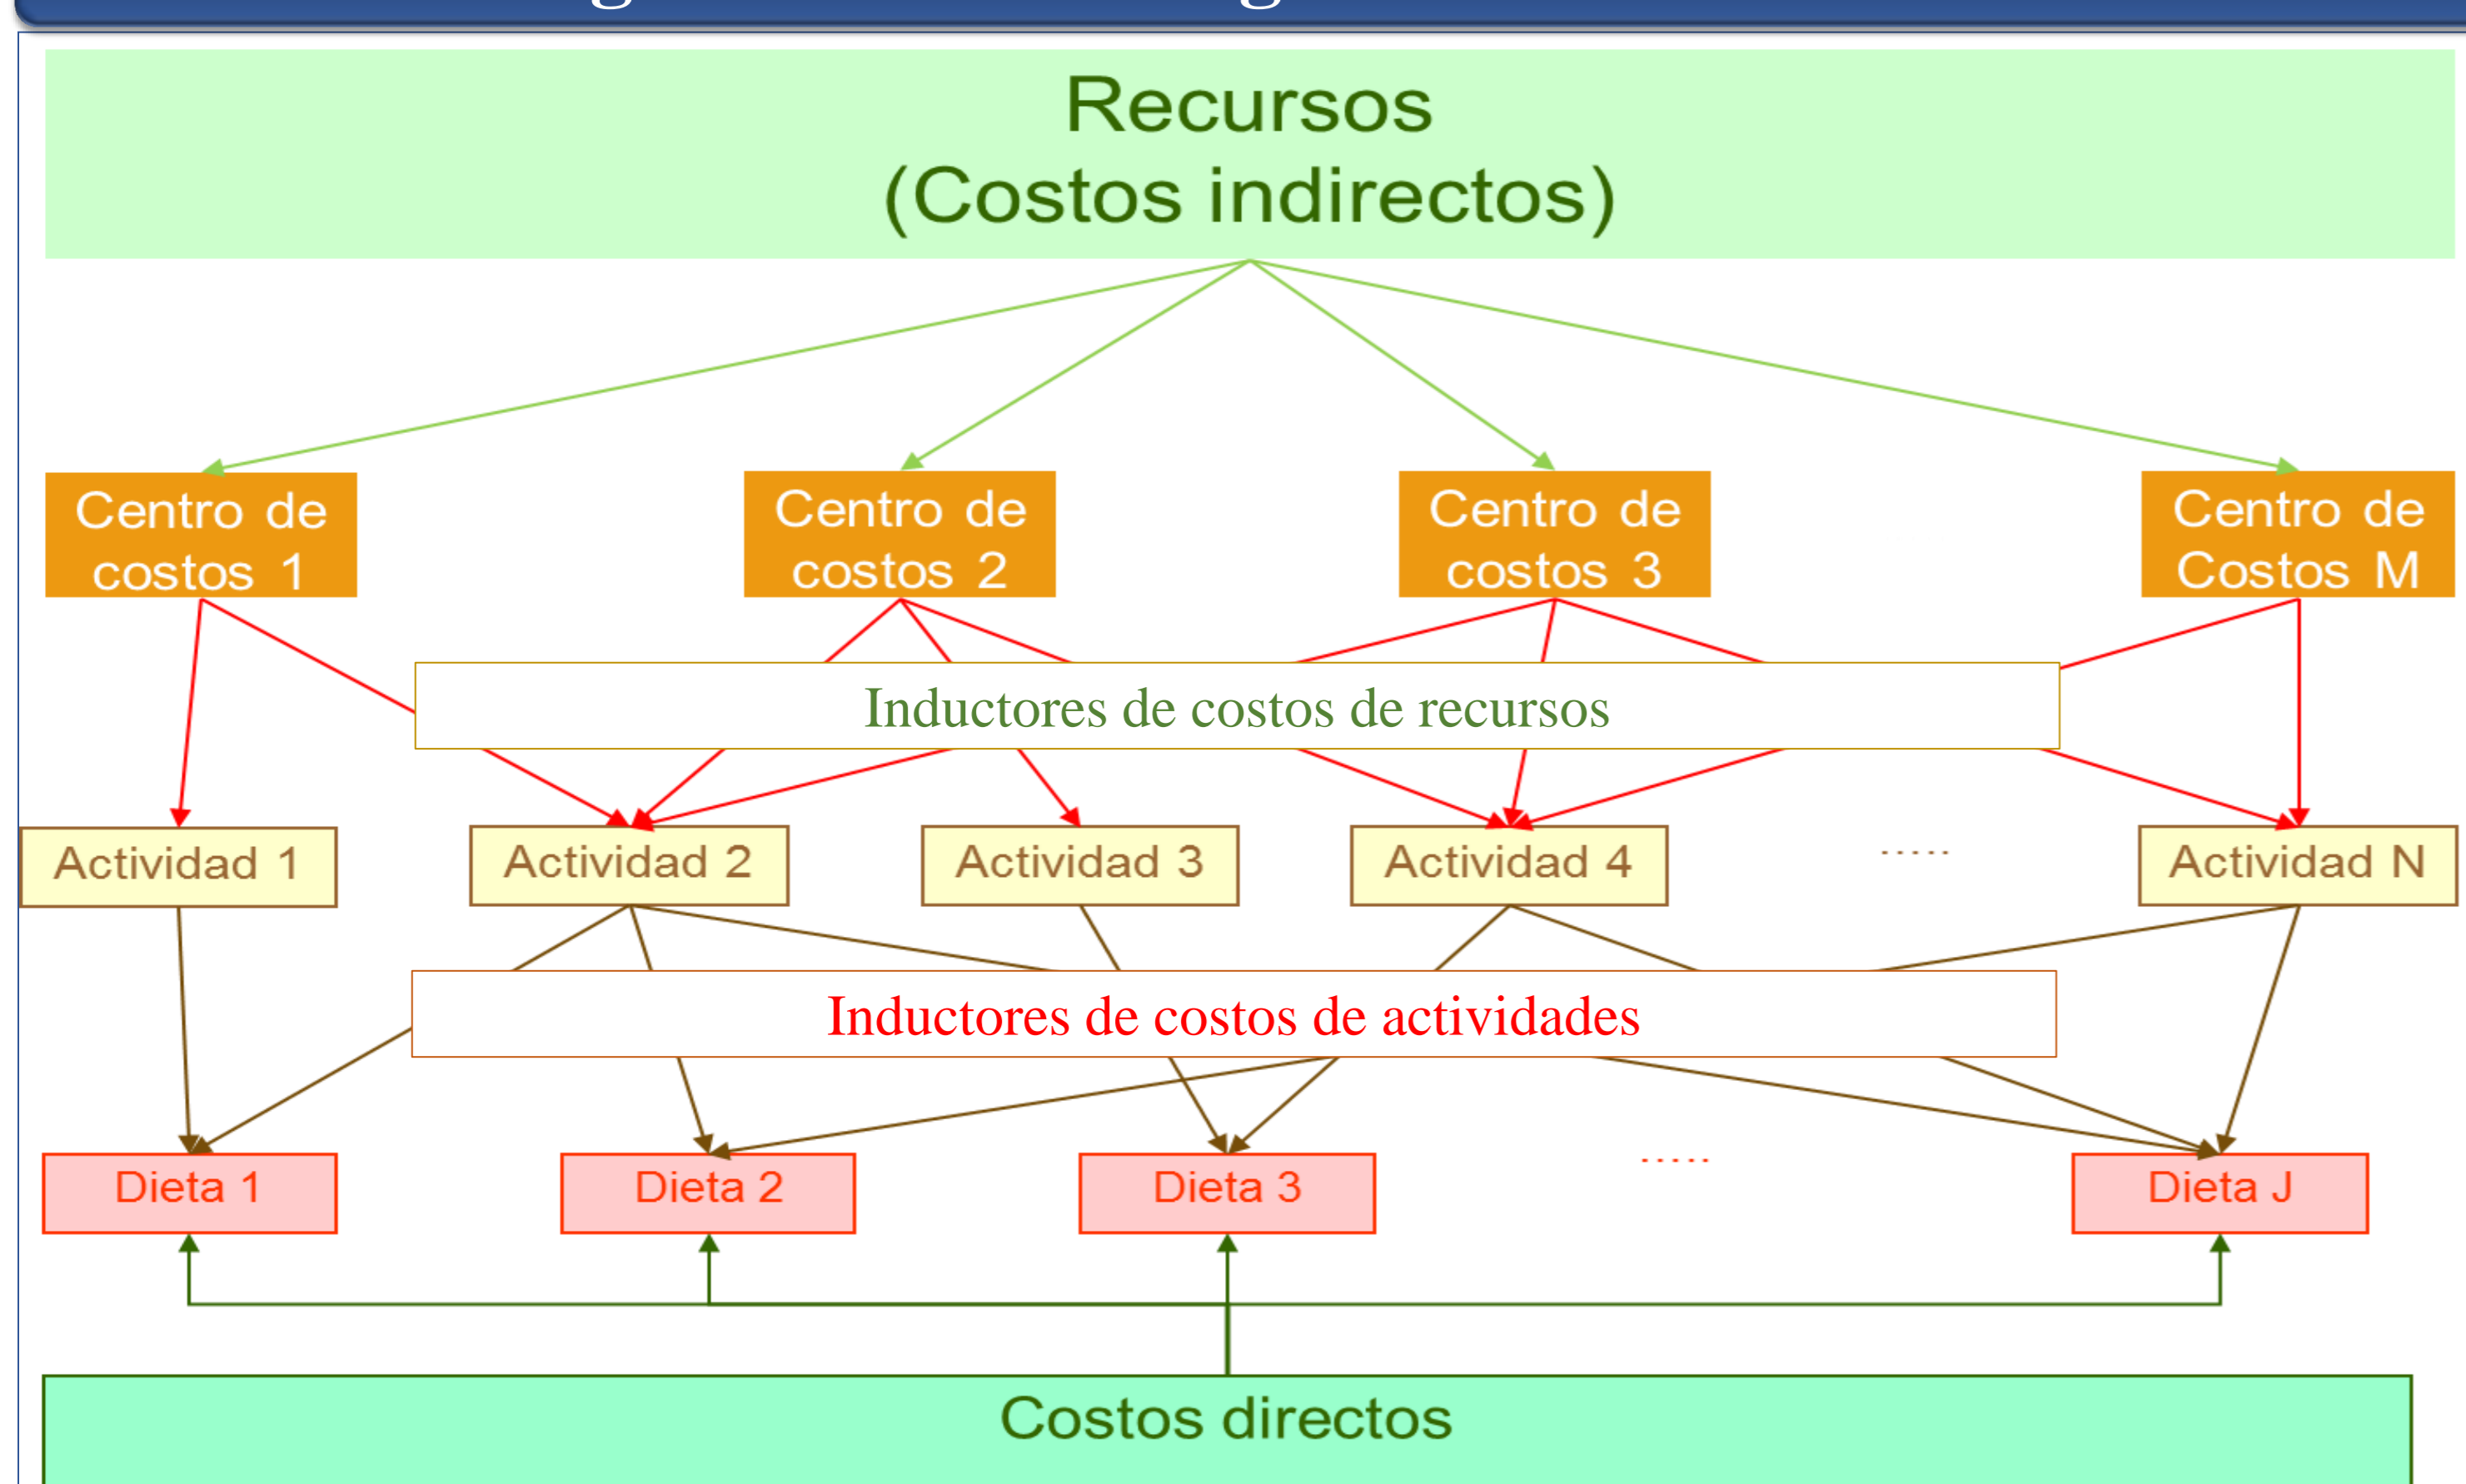 Recursos
(Costos indirectos)
Centro de
costos 1
Centro de
costos 2
Centro de
costos 3
Centro de
Costos M
Inductores de costos de recursos
Actividad 1
Actividad 2
Actividad 3
Actividad 4
.....
Actividad N
Inductores de costos de actividades
Dieta 1
Dieta 2
Dieta 3
.....
Dieta J
Costos directos